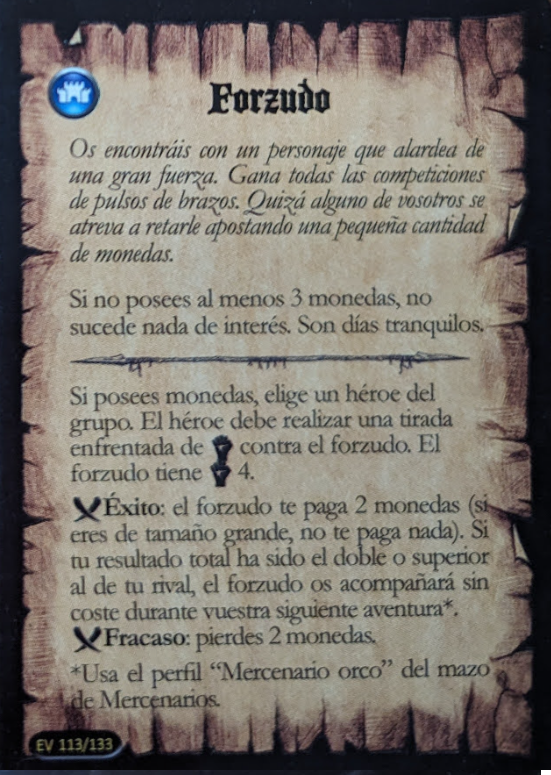 Forzudo
Os encontráis con un personaje que alardea de
una gran fuerza. Gana todas las competiciones
de pulsos de brazos. Quizá alguno de vosotros se
atreva a retarle apostando una pequeña cantidad
de monedas.
Si no posees al menos 3 monedas, no
sucede nada de interés. Son días tranquilos.
Si posees monedas, elige un héroe del
grupo. El héroe debe realizar una tirada
enfrentada de contra el forzudo. El
forzudo tiene 4.
Éxito: el forzudo te paga 2 monedas (si
eres de tamaño grande, no te paga nada). Si
tu resultado total ha sido el doble o superior
al de tu rival, el forzudo os acompañará sin
coste durante vuestra siguiente aventura*.
Fracaso: pierdes 2 monedas.
*Usa el perfil “Mercenario orco” del mazo
de Mercenarios.
EV 113/133